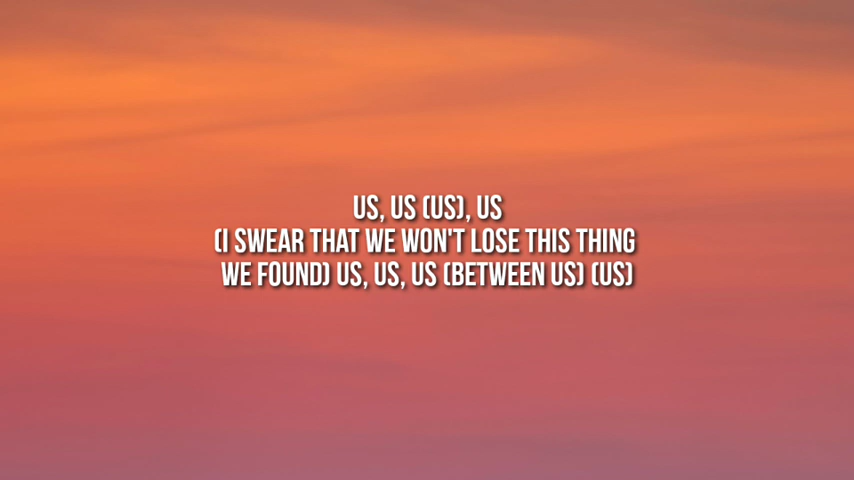 US, US (US), US
(I SWEAR THAT WE WON'T LOSE THIS THING
WE FOUND) US, US, US (BETWEEN US) (US)